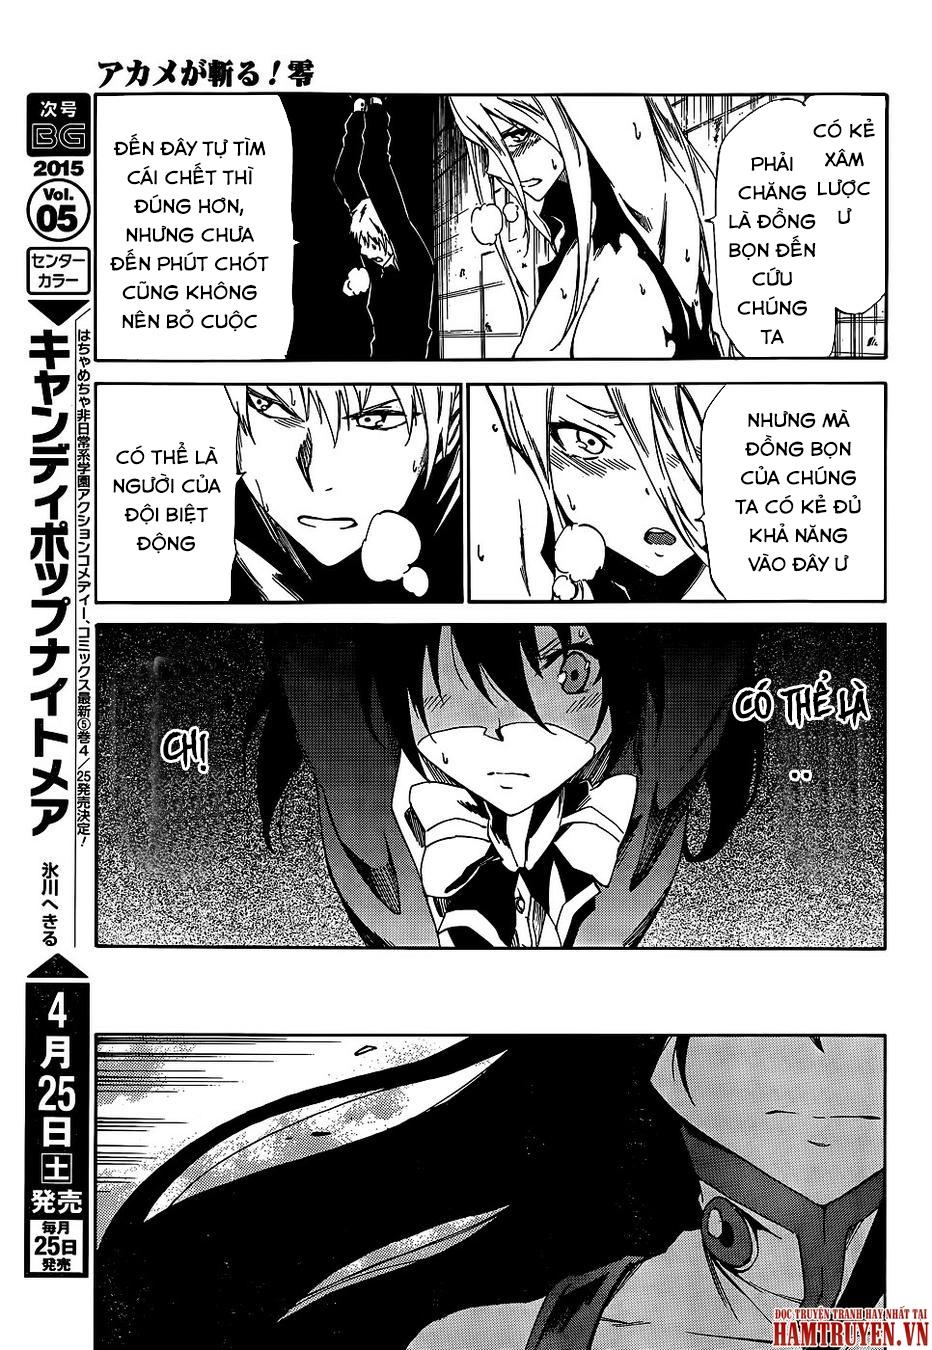 アカメが斬る！零
CÓ KẺ
XÂM
LƯỢC
Ư
PHẢI
CHĂNG
LÀ ĐỒNG
BỌN ĐẾN
CỨU
CHÚNG
TA
ĐẾN ĐÂY TỰ TÌM
CÁI CHẾT THÌ
ĐÚNG HƠN,
NHƯNG CHƯA
ĐẾN PHÚT CHÓT
CŨNG KHÔNG
NÊN BỎ CUỘC
NHƯNG MÀ
ĐỒNG BỌN
CỦA CHÚNG
TA CÓ KẺ ĐỦ
KHẢ NĂNG
VÀO ĐÂY Ư
CÓ THỂ LÀ
NGƯỜI CỦA
ĐỘI BIỆT
ĐỘNG
CÓ THỂ LÀ
..
CHỊ
次号
BG
2015
Vol.
05
センター
カラー
はちゃめちゃ非日常系学園アクションコメディー、コミックス最新⑤巻4／25発売決定！
キャンディポップナイトメア
氷川へきる
4
月
25
日
土
発売
毎月
25日
発売
ĐỌC TRUYỆN TRANH HAY NHẤT TẠI
HAMTRUYEN.VN